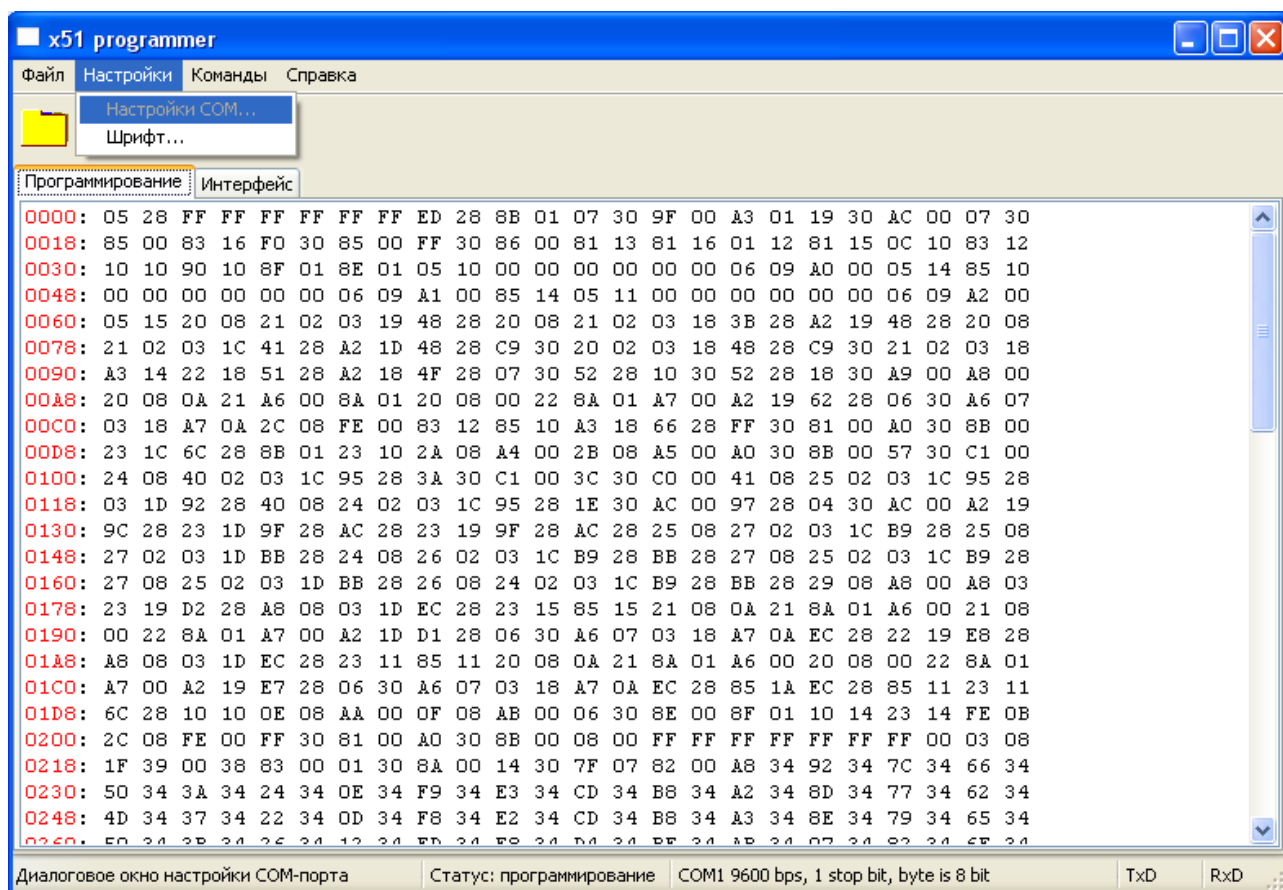 x51 programmer
Файл Настройки Команды Справка
Настройки COM...
Шрифт...
Программирование Интерфейс
0000: 05 28 FF FF FF FF FF FF ED 28 8B 01 07 30 9F 00 A3 01 19 30 AC 00 07 30
0018: 85 00 83 16 F0 30 85 00 FF 30 86 00 81 13 81 16 01 12 81 15 0C 10 83 12
0030: 10 10 90 10 8F 01 8E 01 05 10 00 00 00 00 00 00 06 09 A0 00 05 14 85 10
0048: 00 00 00 00 00 00 06 09 A1 00 85 14 05 11 00 00 00 00 00 00 06 09 A2 00
0060: 05 15 20 08 21 02 03 19 48 28 20 08 21 02 03 18 3B 28 A2 19 48 28 20 08
0078: 21 02 03 1C 41 28 A2 1D 48 28 C9 30 20 02 03 18 48 28 C9 30 21 02 03 18
0090: A3 14 22 18 51 28 A2 18 4F 28 07 30 52 28 10 30 52 28 18 30 A9 00 A8 00
00A8: 20 08 0A 21 A6 00 8A 01 20 08 00 22 8A 01 A7 00 A2 19 62 28 06 30 A6 07
00C0: 03 18 A7 0A 2C 08 FE 00 83 12 85 10 A3 18 66 28 FF 30 81 00 A0 30 8B 00
00D8: 23 1C 6C 28 8B 01 23 10 2A 08 A4 00 2B 08 A5 00 A0 30 8B 00 57 30 C1 00
0100: 24 08 40 02 03 1C 95 28 3A 30 C1 00 3C 30 C0 00 41 08 25 02 03 1C 95 28
0118: 03 1D 92 28 40 08 24 02 03 1C 95 28 1E 30 AC 00 97 28 04 30 AC 00 A2 19
0130: 9C 28 23 1D 9F 28 AC 28 23 19 9F 28 AC 28 25 08 27 02 03 1C B9 28 25 08
0148: 27 02 03 1D BB 28 24 08 26 02 03 1C B9 28 BB 28 27 08 25 02 03 1C B9 28
0160: 27 08 25 02 03 1D BB 28 26 08 24 02 03 1C B9 28 BB 28 29 08 A8 00 A8 03
0178: 23 19 D2 28 A8 08 03 1D EC 28 23 15 85 15 21 08 0A 21 8A 01 A6 00 21 08
0190: 00 22 8A 01 A7 00 A2 1D D1 28 06 30 A6 07 03 18 A7 0A EC 28 22 19 E8 28
01A8: A8 08 03 1D EC 28 23 11 85 11 20 08 0A 21 8A 01 A6 00 20 08 00 22 8A 01
01C0: A7 00 A2 19 E7 28 06 30 A6 07 03 18 A7 0A EC 28 85 1A EC 28 85 11 23 11
01D8: 6C 28 10 10 0E 08 AA 00 0F 08 AB 00 06 30 8E 00 8F 01 10 14 23 14 FE 0B
0200: 2C 08 FE 00 FF 30 81 00 A0 30 8B 00 08 00 FF FF FF FF FF FF FF 00 03 08
0218: 1F 39 00 38 83 00 01 30 8A 00 14 30 7F 07 82 00 A8 34 92 34 7C 34 66 34
0230: 50 34 3A 34 24 34 0E 34 F9 34 E3 34 CD 34 B8 34 A2 34 8D 34 77 34 62 34
0248: 4D 34 37 34 22 34 0D 34 F8 34 E2 34 CD 34 B8 34 A3 34 8E 34 79 34 65 34
Диалоговое окно настройки COM-порта Статус: программирование COM1 9600 bps, 1 stop bit, byte is 8 bit TxD RxD